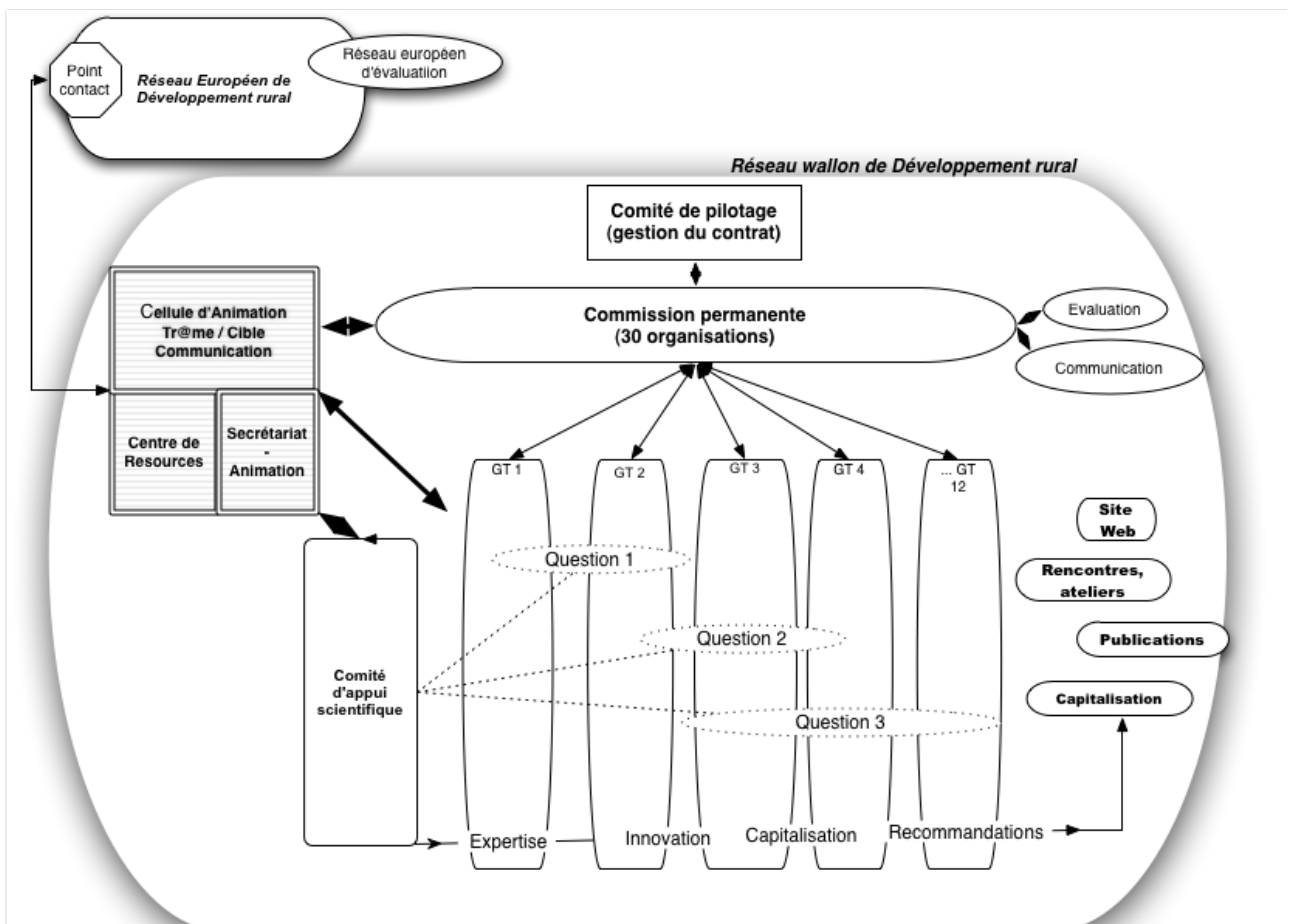 Point
contact
Réseau Européen de
Développement rural
Réseau européen
d'évaluatiion
Réseau wallon de Développement rural
Comité de pilotage
(gestion du contrat)
Cellule d'Animation
Tr@me / Cible
Communication
Commission permanente
(30 organisations)
Evaluation
Communication
Centre de
Resources
Secrétariat
-
Animation
GT 1
GT 2
GT 3
GT 4
... GT
12
Site
Web
Question 1
Rencontres,
ateliers
Question 2
Publications
Comité
d'appui
scientifique
Question 3
Capitalisation
Expertise
Innovation
Capitalisation
Recommandations